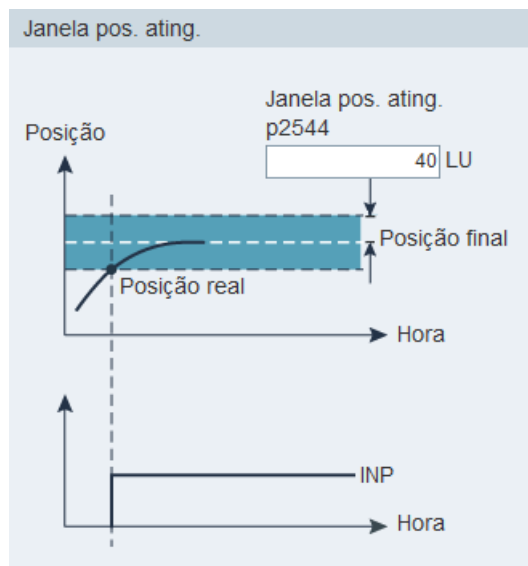 Janela pos. ating.
Janela pos. ating.
p2544
Posição
40 LU
Posição final
Posição real
Hora
INP
Hora